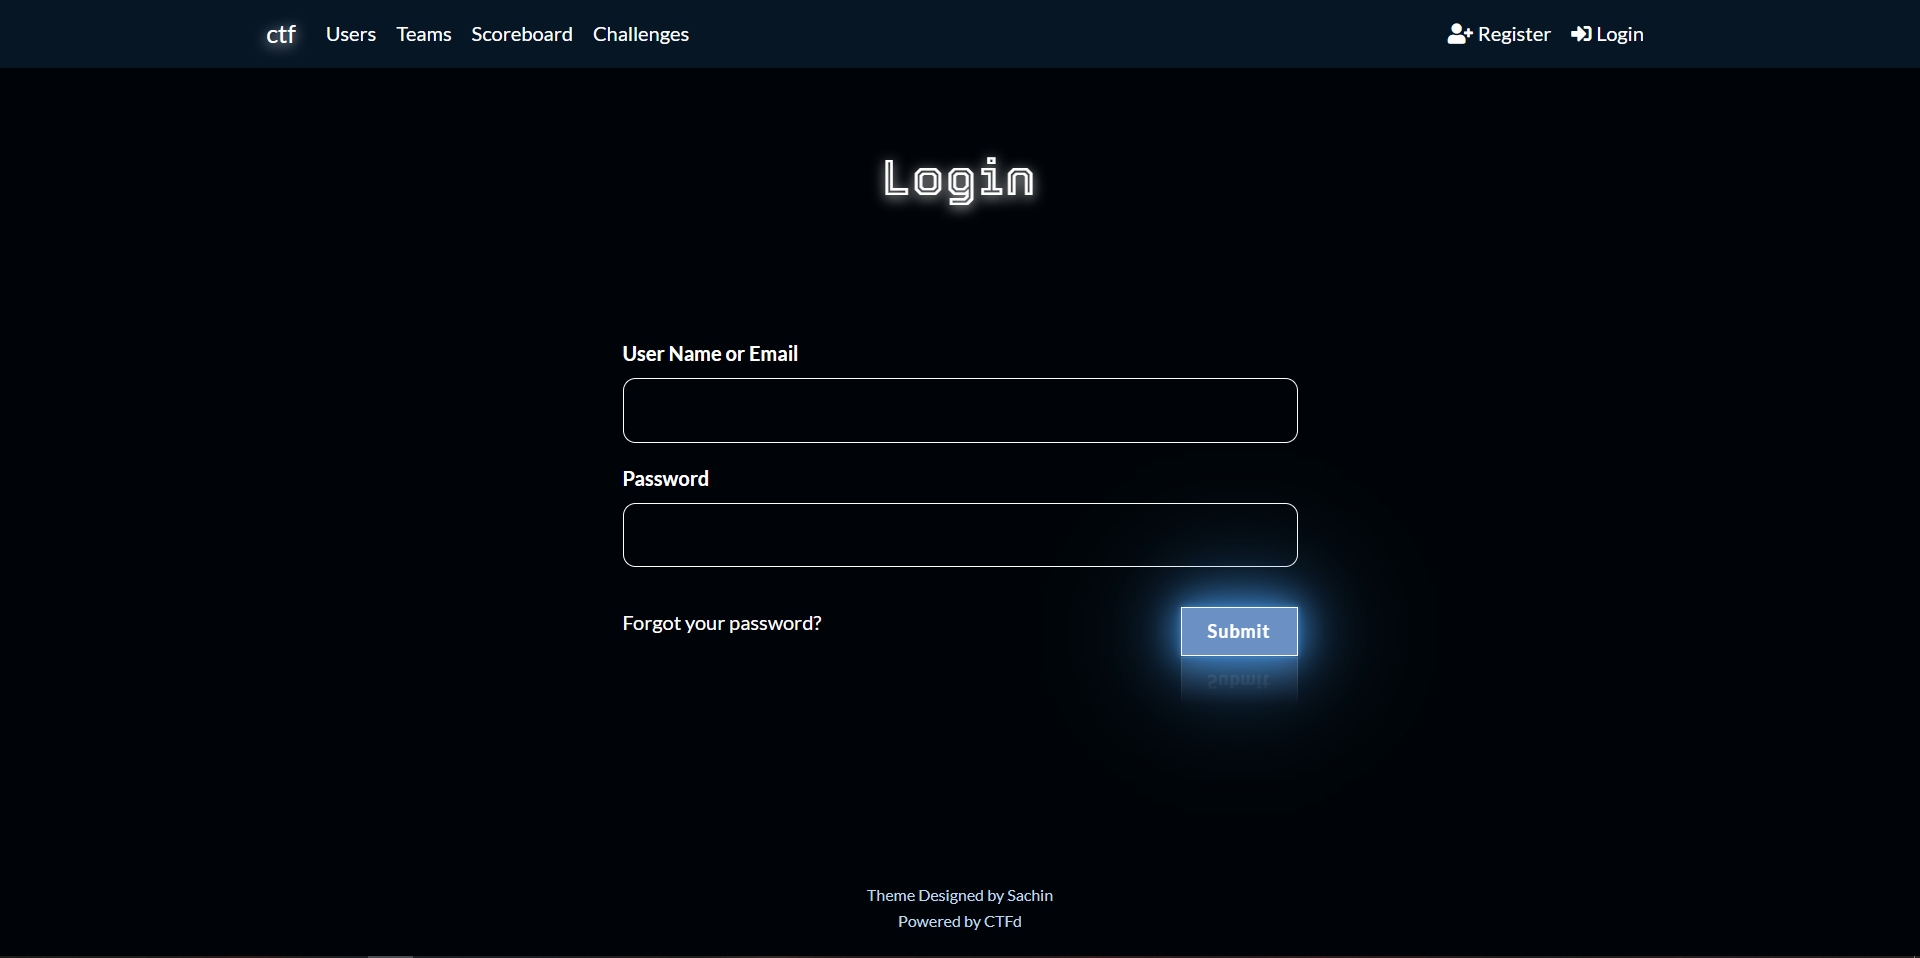 ctf Users Teams Scoreboard Challenges Register Login
Login
User Name or Email
Password
Forgot your password? Submit
Submit
Theme Designed by Sachin
Powered by CTFd